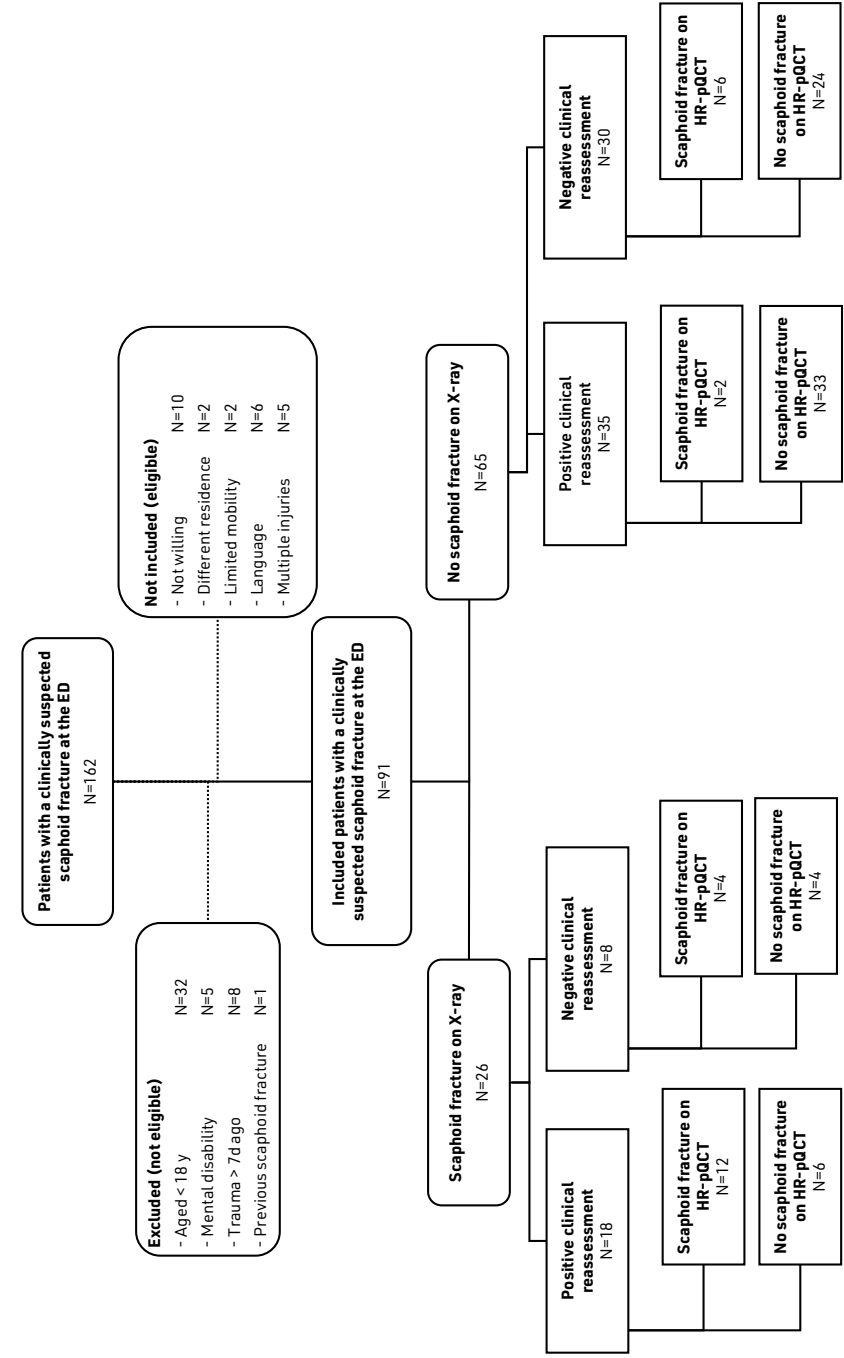 Patients with a clinically suspected
scaphoid fracture at the ED
N=162
Excluded (not eligible)
- Aged < 18 y N=32
- Mental disability N=5
- Trauma > 7d ago N=8
- Previous scaphoid fracture N=1
Not included (eligible)
- Not willing N=10
- Different residence N=2
- Limited mobility N=2
- Language N=6
- Multiple injuries N=5
Included patients with a clinically
suspected scaphoid fracture at the ED
N=91
Scaphoid fracture on X-ray
N=26
No scaphoid fracture on X-ray
N=65
Positive clinical
reassessment
N=18
Scaphoid fracture on
HR-pQCT
N=12
No scaphoid fracture
on HR-pQCT
N=6
Negative clinical
reassessment
N=8
Scaphoid fracture on
HR-pQCT
N=4
No scaphoid fracture
on HR-pQCT
N=4
Positive clinical
reassessment
N=35
Scaphoid fracture on
HR-pQCT
N=2
No scaphoid fracture
on HR-pQCT
N=33
Negative clinical
reassessment
N=30
Scaphoid fracture on
HR-pQCT
N=6
No scaphoid fracture
on HR-pQCT
N=24